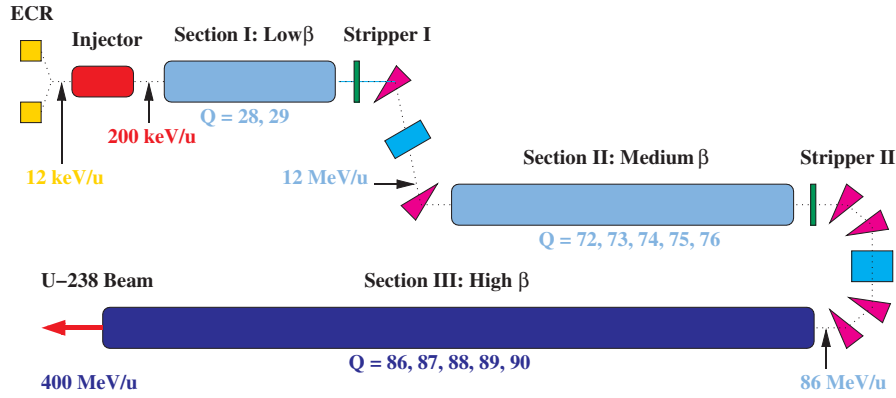 ECR
Injector
Section I: Lowβ
Stripper I
Q = 28, 29
200 keV/u
12 keV/u
12 MeV/u
Section II: Medium β
Stripper II
Q = 72, 73, 74, 75, 76
U−238 Beam
Section III: High β
Q = 86, 87, 88, 89, 90
400 MeV/u
86 MeV/u